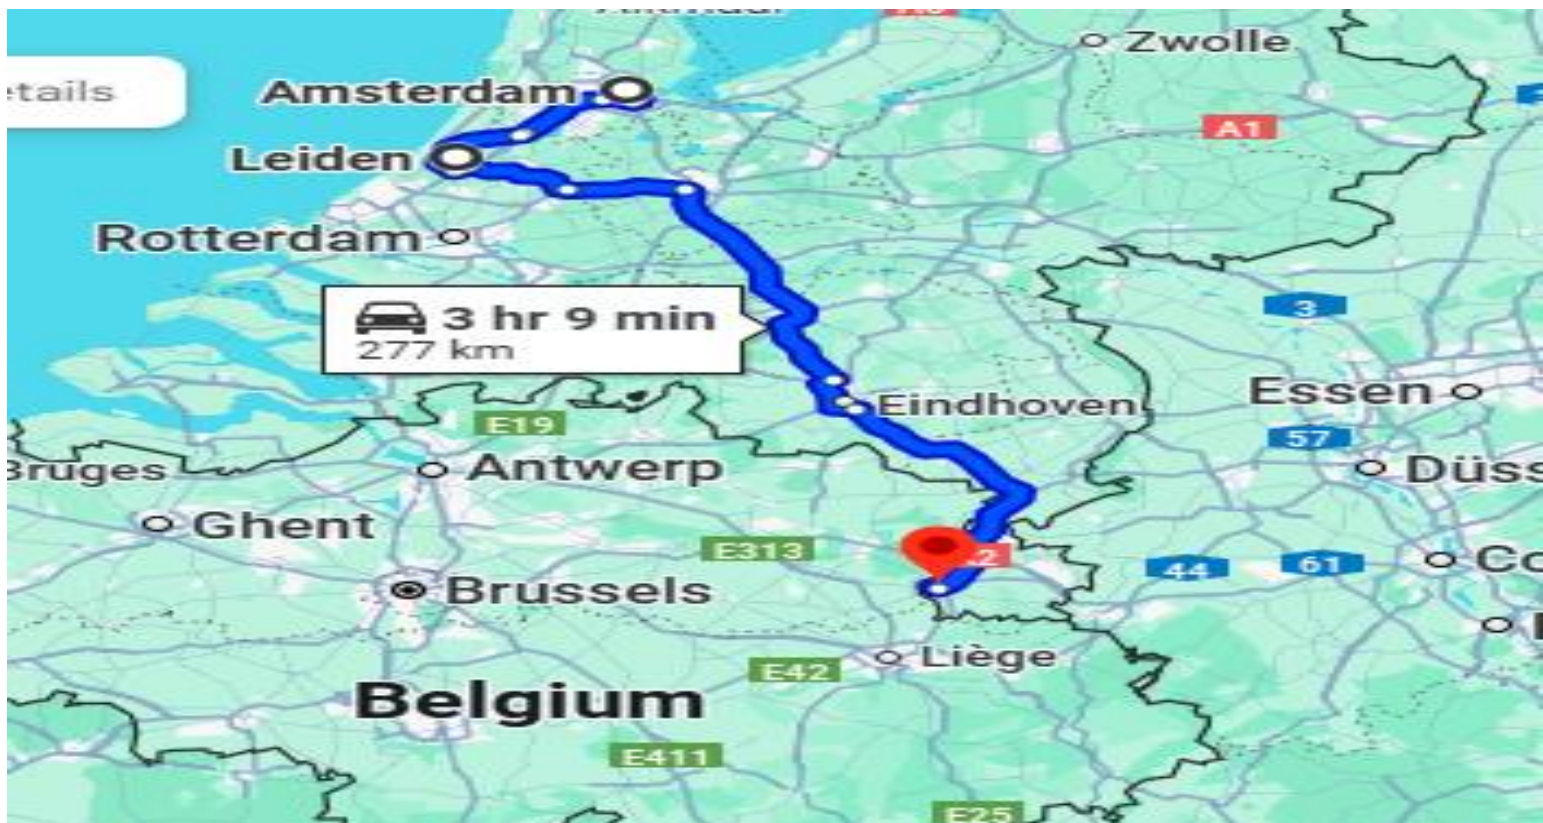 Zwolle
etails
Amsterdam
A1
Leiden
Rotterdam
3
3 hr 9 min
277 km
Essen
Eindhoven
E19
57
Antwerp
Bruges
Düss
Ghent
E313
44
61
Co
Brussels
Liège
E42
Belgium
E411
E25